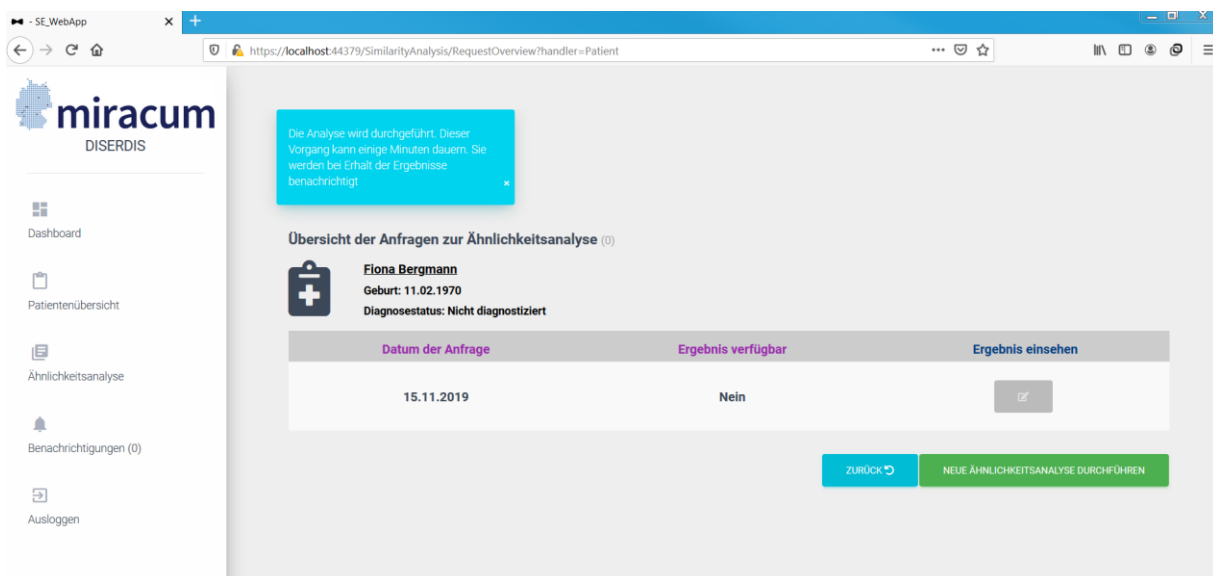 - SE_WebApp
https://localhost:44379/SimilarityAnalysis/RequestOverview?handler=Patient
miracum
DISERDIS
Dashboard
Patientenübersicht
Ähnlichkeitsanalyse
Benachrichtigungen (0)
Ausloggen
Die Analyse wird durchgeführt. Dieser
Vorgang kann einige Minuten dauern. Sie
werden bei Erhalt der Ergebnisse
benachrichtigt
Übersicht der Anfragen zur Ähnlichkeitsanalyse (0)
Fiona Bergmann
Geburt: 11.02.1970
Diagnosestatus: Nicht diagnostiziert
Datum der Anfrage Ergebnis verfügbar Ergebnis einsehen
15.11.2019 Nein
ZURÜCK NEUE ÄHNLICHKEITSANALYSE DURCHFÜHREN